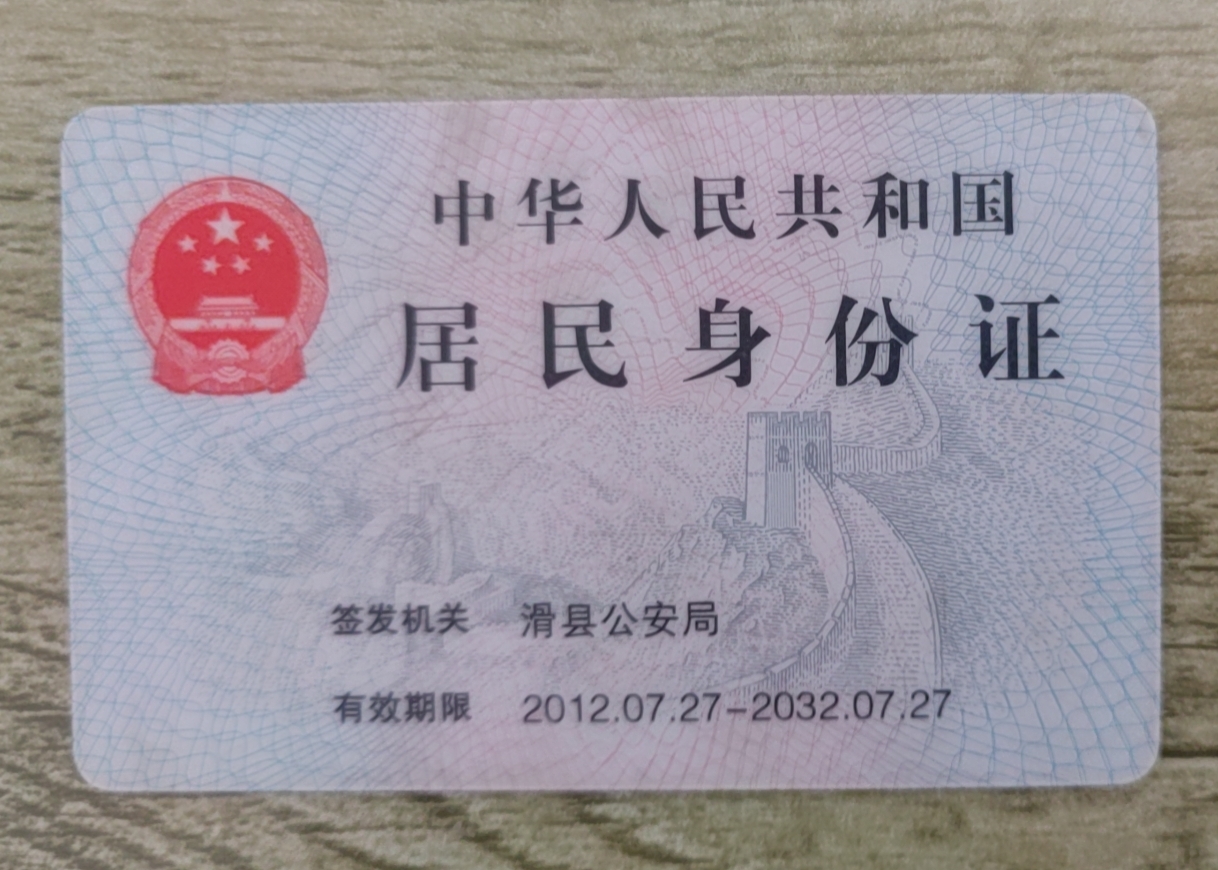 中华人民共和国
居民身份证
签发机关 滑县公安局
有效期限 2012.07.27-2032.07.27